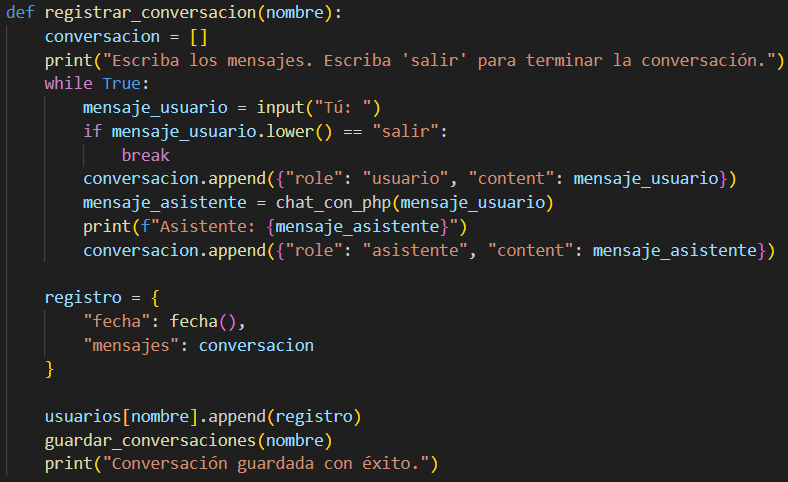 def registrar_conversacion(nombre):
    conversacion = []
    print("Escriba los mensajes. Escriba 'salir' para terminar la conversación.")
    while True:
        mensaje_usuario = input("Tú: ")
        if mensaje_usuario.lower() == "salir":
            break
        conversacion.append({"role": "usuario", "content": mensaje_usuario})
        mensaje_asistente = chat_con_php(mensaje_usuario)
        print(f"Asistente: {mensaje_asistente}")
        conversacion.append({"role": "asistente", "content": mensaje_asistente})

    registro = {
        "fecha": fecha(),
        "mensajes": conversacion
    }

    usuarios[nombre].append(registro)
    guardar_conversaciones(nombre)
    print("Conversación guardada con éxito.")